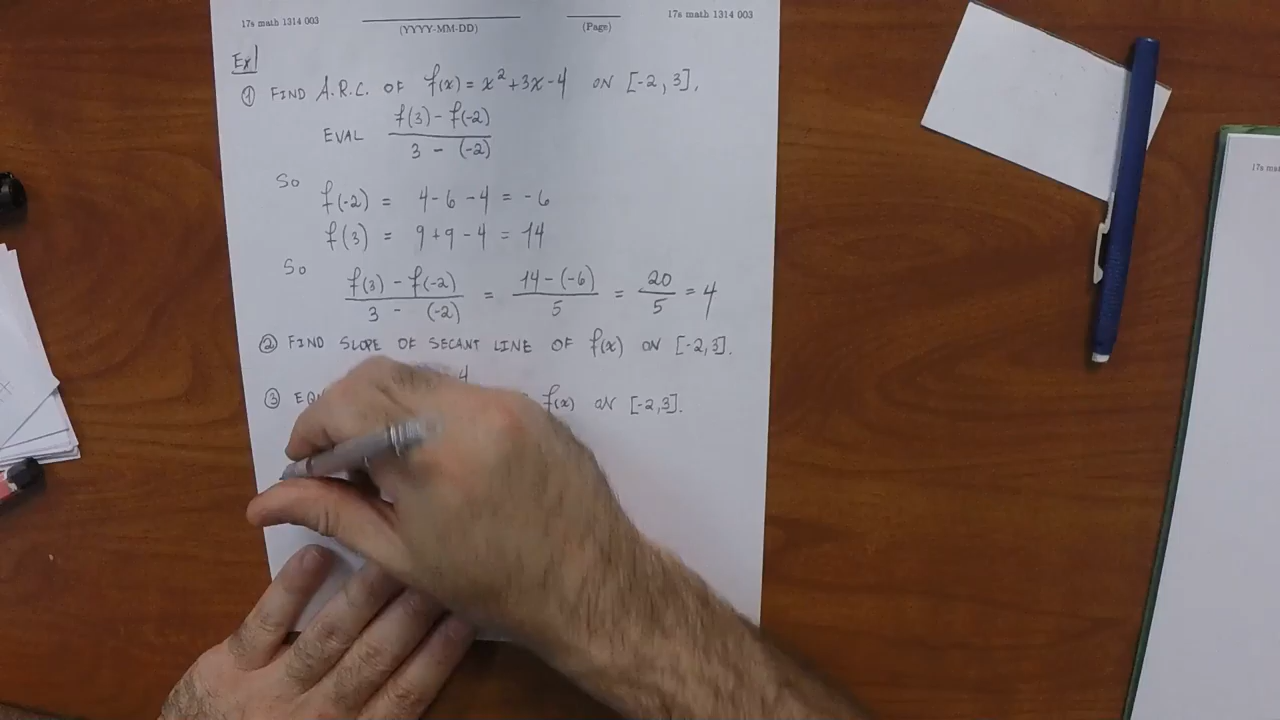 17s math 1314 003 (YYYY-MM-DD) (Page) 17s math 1314 003
Ex1
① FIND A.R.C. OF f(x) = x² + 3x - 4 ON [-2, 3].
EVAL f(3) - f(-2) / 3 - (-2)
So
f(-2) = 4 - 6 - 4 = -6
f(3) = 9 + 9 - 4 = 14
So
f(3) - f(-2) / 3 - (-2) = 14 - (-6) / 5 = 20 / 5 = 4
② FIND SLOPE OF SECANT LINE OF f(x) ON [-2, 3].
4
③ f(x) ON [-2, 3].
17s